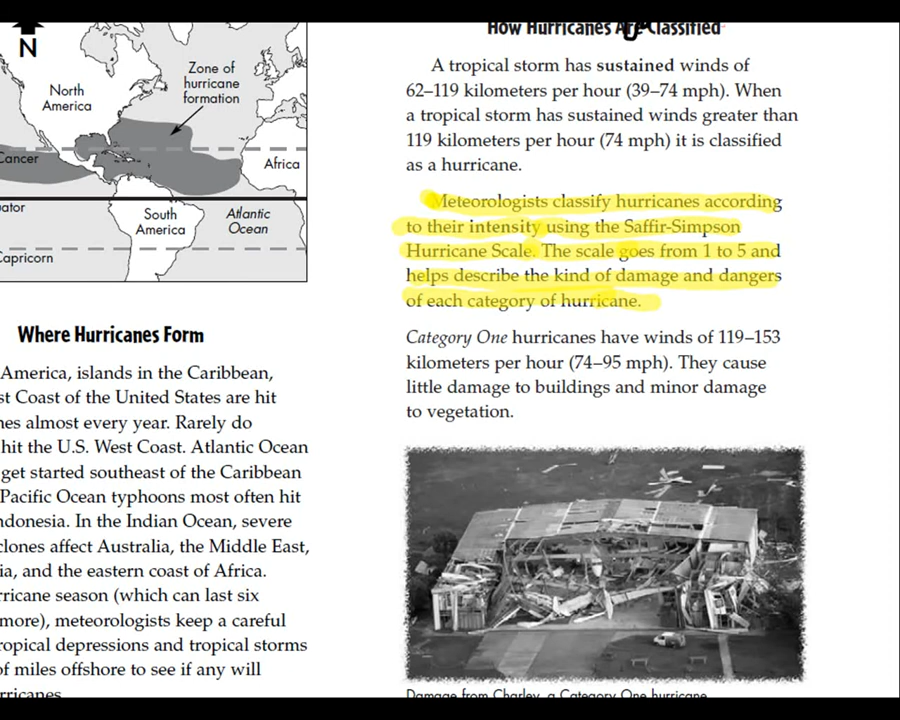 N
North
America
Zone of
hurricane
formation
Cancer
Africa
South
America
Atlantic
Ocean
Capricorn
Where Hurricanes Form
America, islands in the Caribbean,
Coast of the United States are hit
almost every year. Rarely do
hit the U.S. West Coast. Atlantic Ocean
get started southeast of the Caribbean
Pacific Ocean typhoons most often hit
In the Indian Ocean, severe
affect Australia, the Middle East,
and the eastern coast of Africa.
season (which can last six
more), meteorologists keep a careful
depressions and tropical storms
of miles offshore to see if any will
How Hurricanes Are Classified
A tropical storm has sustained winds of
62–119 kilometers per hour (39–74 mph). When
a tropical storm has sustained winds greater than
119 kilometers per hour (74 mph) it is classified
as a hurricane.
Meteorologists classify hurricanes according
to their intensity using the Saffir-Simpson
Hurricane Scale. The scale goes from 1 to 5 and
helps describe the kind of damage and dangers
of each category of hurricane.
Category One hurricanes have winds of 119–153
kilometers per hour (74–95 mph). They cause
little damage to buildings and minor damage
to vegetation.
Damage from Charley, a Category One hurricane